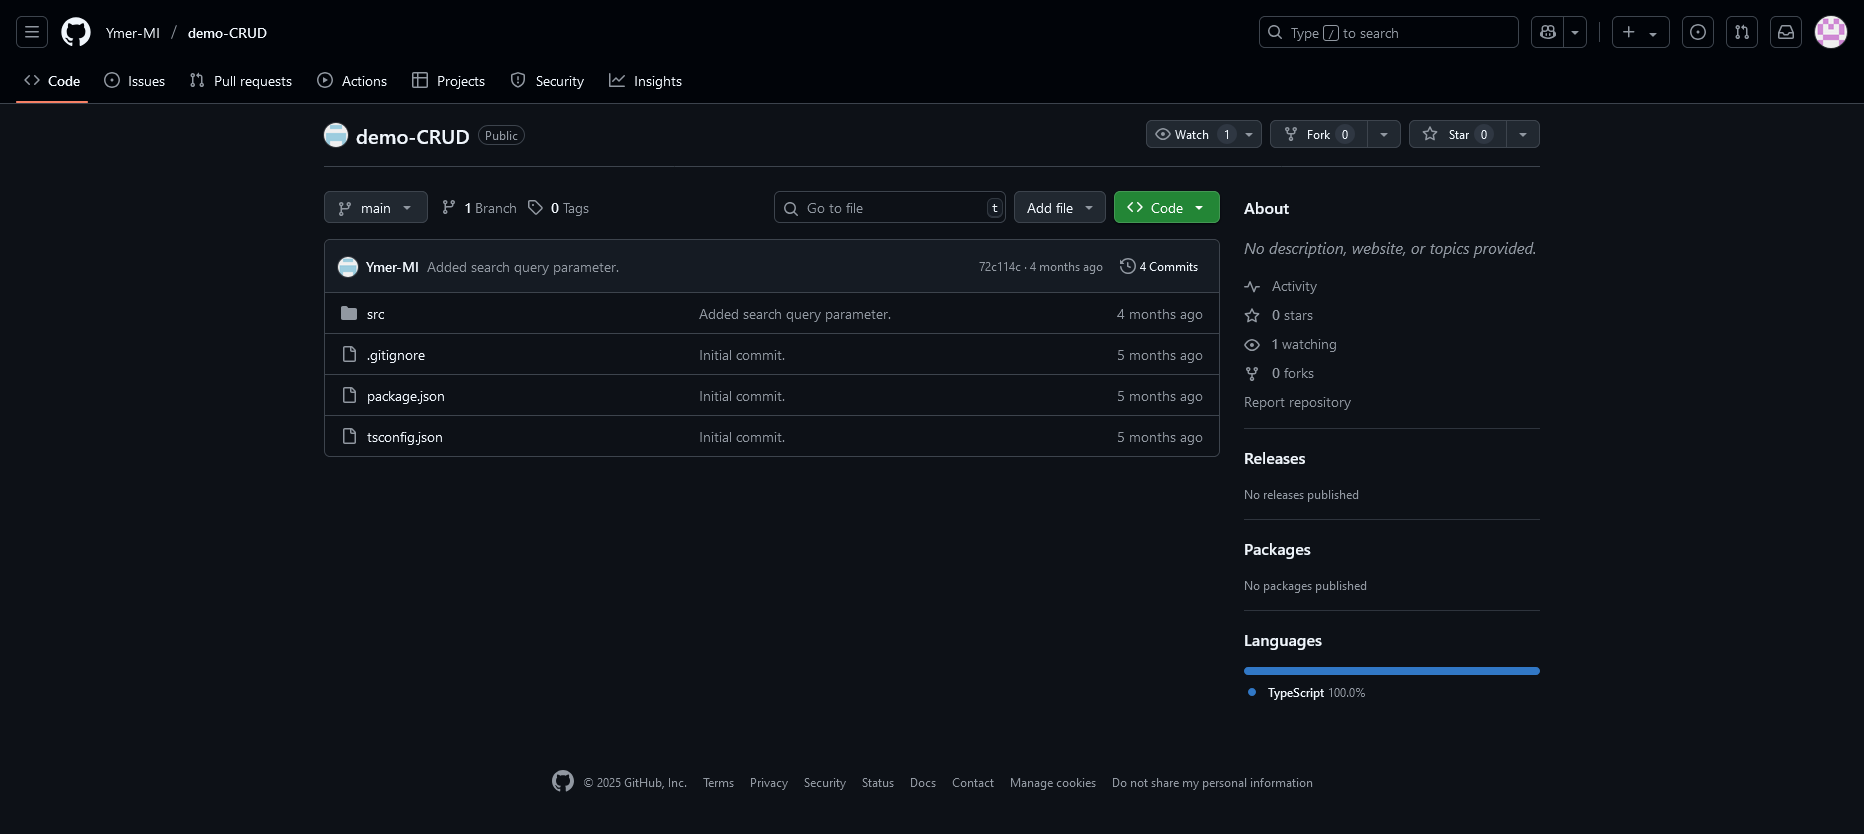 Ymer-MI / demo-CRUD
Type / to search
Code Issues Pull requests Actions Projects Security Insights
demo-CRUD Public
Watch 1 Fork 0 Star 0
main 1 Branch 0 Tags
Go to file t Add file Code
Ymer-MI Added search query parameter. 72c114c · 4 months ago 4 Commits
src Added search query parameter. 4 months ago
.gitignore Initial commit. 5 months ago
package.json Initial commit. 5 months ago
tsconfig.json Initial commit. 5 months ago
About
No description, website, or topics provided.
Activity
0 stars
1 watching
0 forks
Report repository
Releases
No releases published
Packages
No packages published
Languages
TypeScript 100.0%
© 2025 GitHub, Inc. Terms Privacy Security Status Docs Contact Manage cookies Do not share my personal information